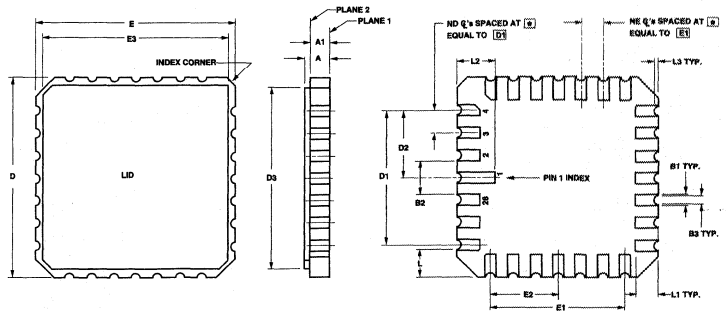 E
E3
INDEX CORNER
D
LID
PLANE 2
PLANE 1
A1
A
D3
ND ℄'s SPACED AT e
EQUAL TO D1
NE ℄'s SPACED AT e
EQUAL TO E1
L2
L3 TYP.
4
3
2
1
28
D1
D2
B2
PIN 1 INDEX
B1 TYP.
B3 TYP.
L
E2
E1
L1 TYP.